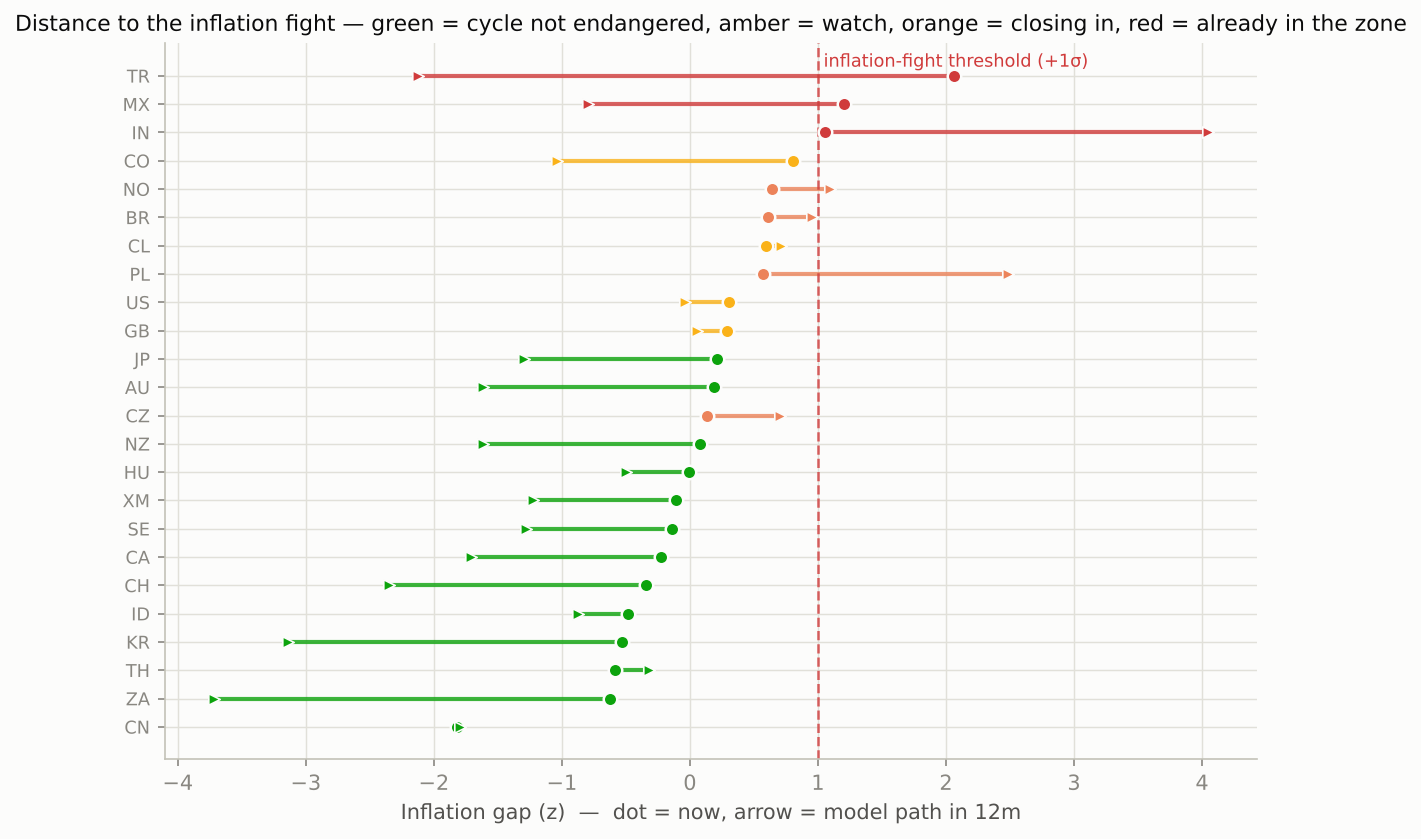 Distance to the inflation fight — green = cycle not endangered, amber = watch, orange = closing in, red = already in the zone
inflation-fight threshold (+1σ)
TR
MX
IN
CO
NO
BR
CL
PL
US
GB
JP
AU
CZ
NZ
HU
XM
SE
CA
CH
ID
KR
TH
ZA
CN
−4 −3 −2 −1 0 1 2 3 4
Inflation gap (z) — dot = now, arrow = model path in 12m